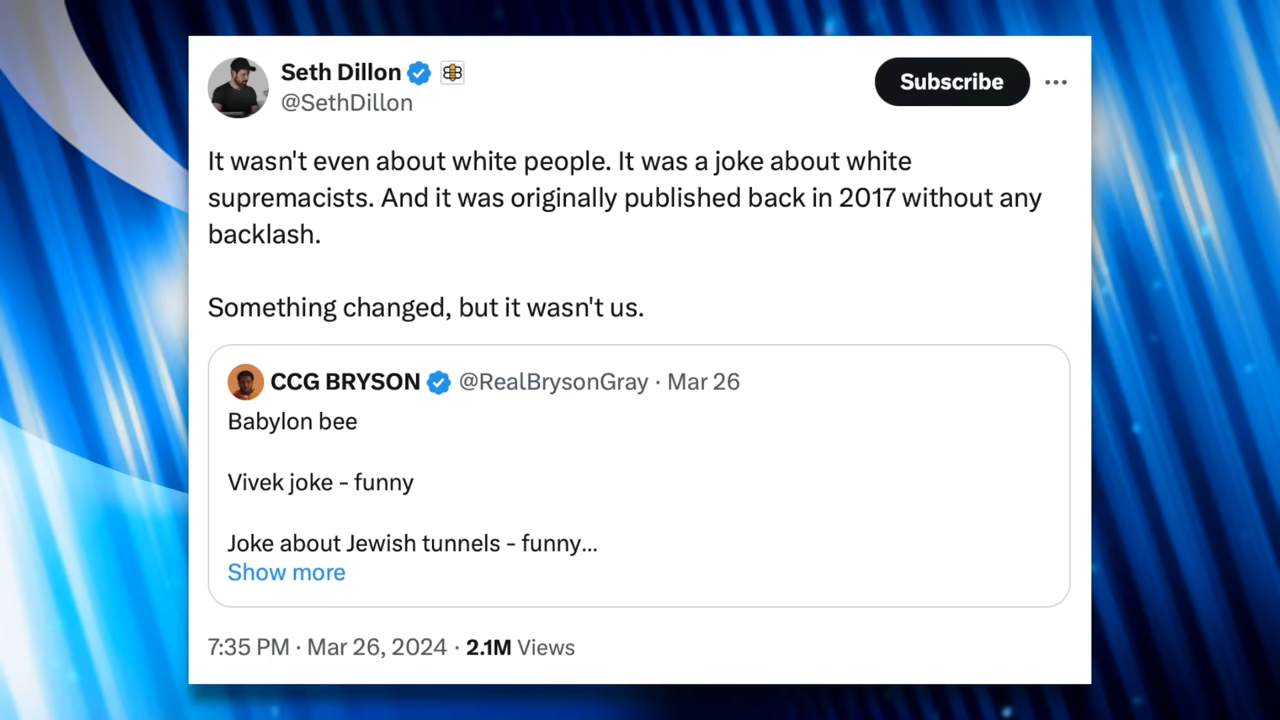 Seth Dillon
@SethDillon
Subscribe
It wasn't even about white people. It was a joke about white
supremacists. And it was originally published back in 2017 without any
backlash.
Something changed, but it wasn't us.
CCG BRYSON @RealBrysonGray · Mar 26
Babylon bee
Vivek joke - funny
Joke about Jewish tunnels - funny...
Show more
7:35 PM · Mar 26, 2024 · 2.1M Views